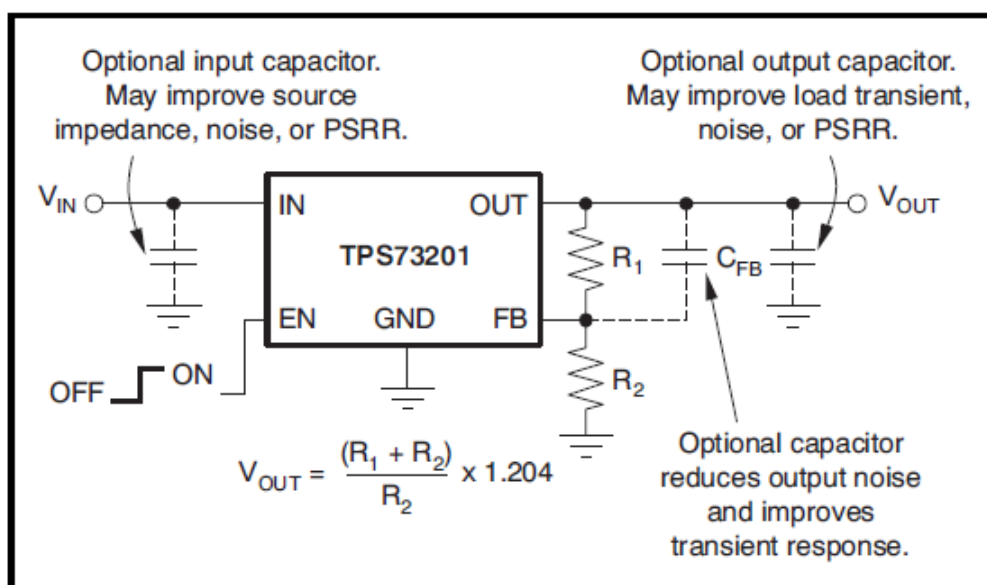 Optional input capacitor.
May improve source
impedance, noise, or PSRR.
Optional output capacitor.
May improve load transient,
noise, or PSRR.
V_IN
IN
OUT
V_OUT
TPS73201
R_1
C_FB
EN
GND
FB
OFF
ON
R_2
V_OUT = (R_1 + R_2) / R_2 x 1.204
Optional capacitor
reduces output noise
and improves
transient response.